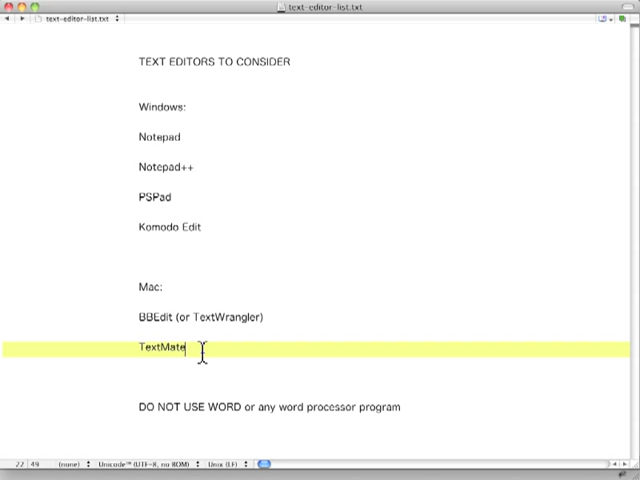 text-editor-list.txt
text-editor-list.txt
TEXT EDITORS TO CONSIDER
Windows:
Notepad
Notepad++
PSPad
Komodo Edit
Mac:
BBEdit (or TextWrangler)
TextMate
DO NOT USE WORD or any word processor program
22 49 (none) Unicode™ (UTF-8, no BOM) Unix (LF)